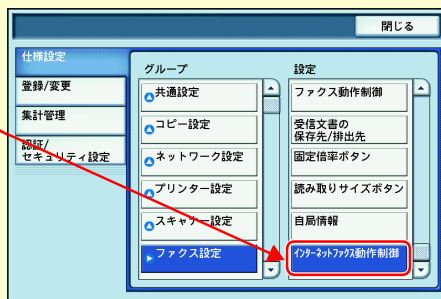 閉じる
仕様設定
登録/変更
集計管理
認証/
セキュリティ設定
グループ
共通設定
コピー設定
ネットワーク設定
プリンター設定
スキャナー設定
ファクス設定
設定
ファクス動作制御
受信文書の
保存先/排出先
固定倍率ボタン
読み取りサイズボタン
自局情報
インターネットファクス動作制御